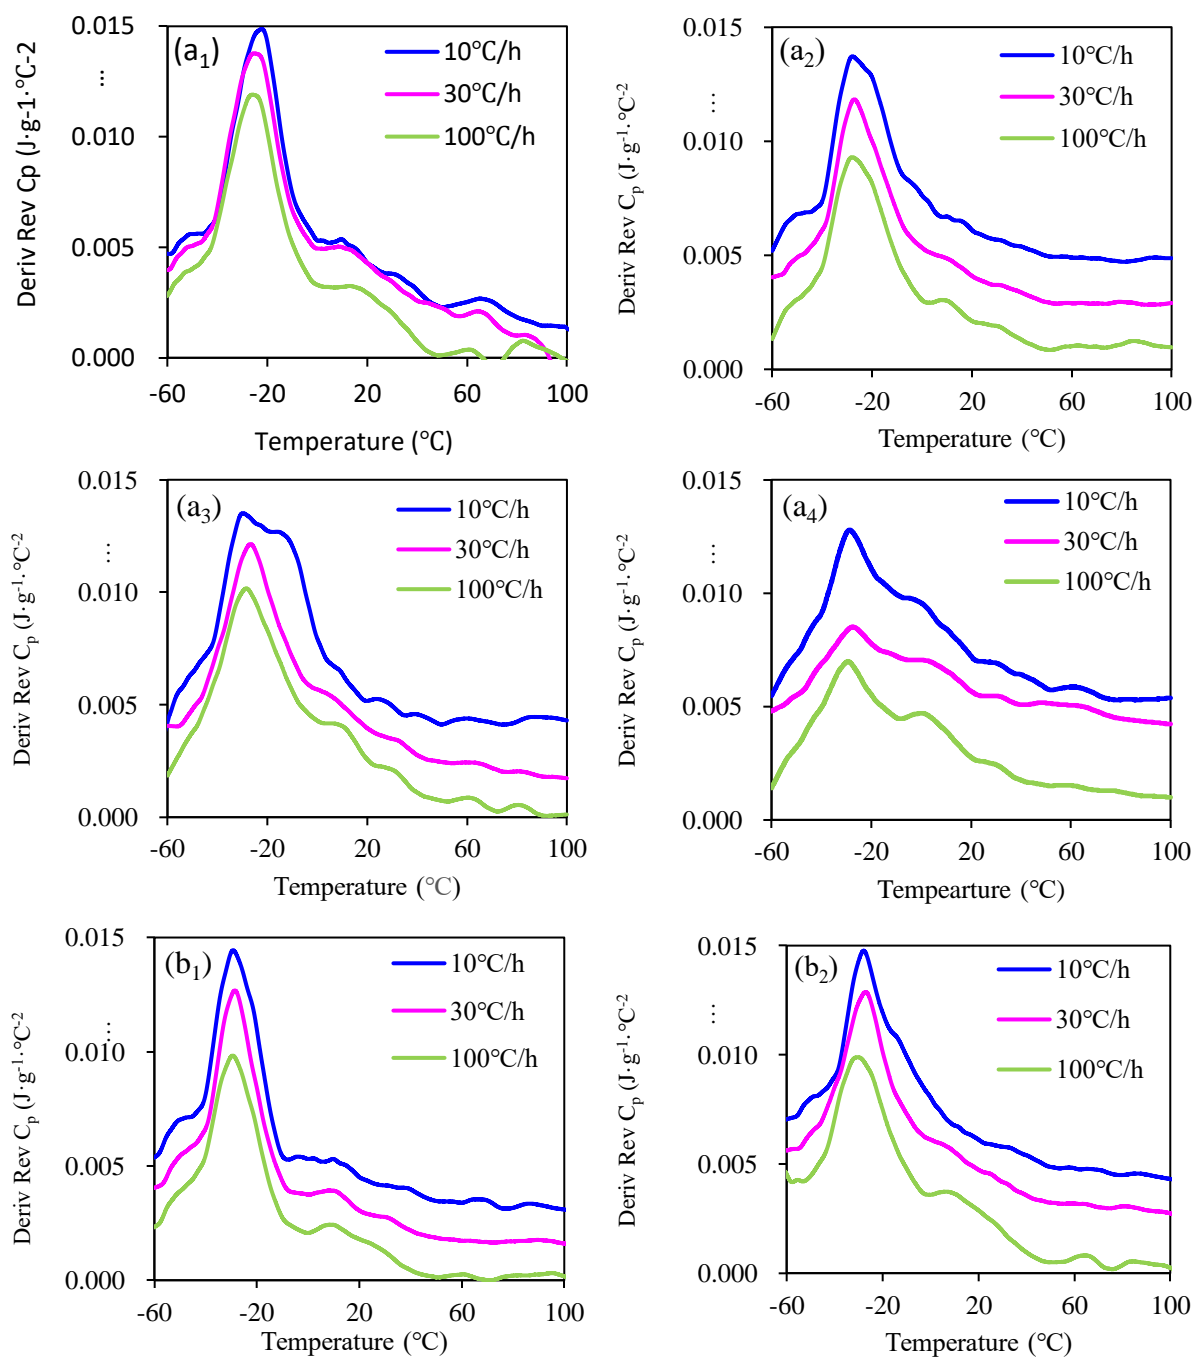 0.015
(a1)
10°C/h
30°C/h
100°C/h
0.010
0.005
0.000
-60 -20 20 60 100
Temperature (°C)
Deriv Rev Cp (J·g-1·°C-2
...
0.015
(a2)
10°C/h
30°C/h
100°C/h
0.010
0.005
0.000
-60 -20 20 60 100
Temperature (°C)
Deriv Rev Cp (J·g-1·°C-2
...
0.015
(a3)
10°C/h
30°C/h
100°C/h
0.010
0.005
0.000
-60 -20 20 60 100
Temperature (°C)
Deriv Rev Cp (J·g-1·°C-2
...
0.015
(a4)
10°C/h
30°C/h
100°C/h
0.010
0.005
0.000
-60 -20 20 60 100
Tempearture (°C)
Deriv Rev Cp (J·g-1·°C-2
...
0.015
(b1)
10°C/h
30°C/h
100°C/h
0.010
0.005
0.000
-60 -20 20 60 100
Temperature (°C)
Deriv Rev Cp (J·g-1·°C-2
...
0.015
(b2)
10°C/h
30°C/h
100°C/h
0.010
0.005
0.000
-60 -20 20 60 100
Temperature (°C)
Deriv Rev Cp (J·g-1·°C-2
...